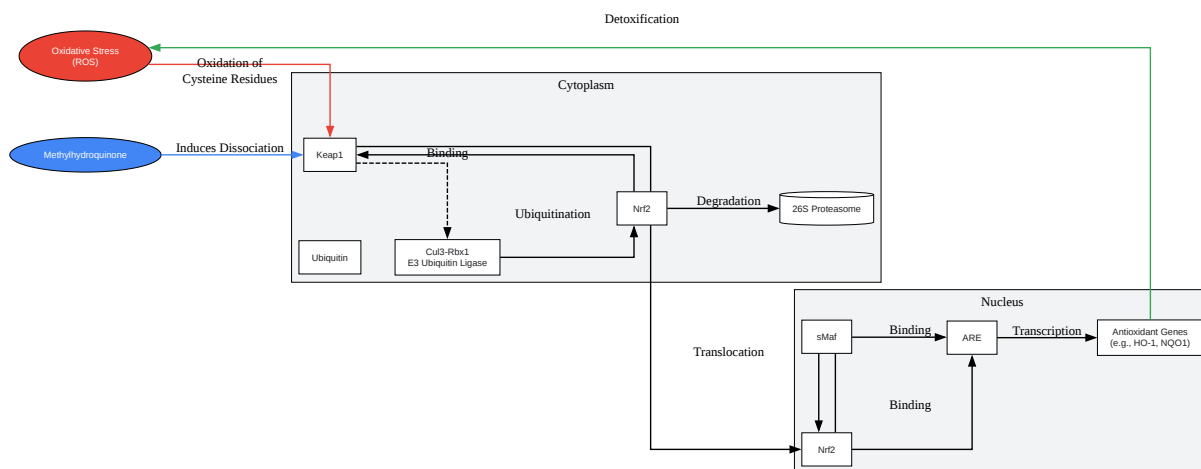 Detoxification
Oxidative Stress
(ROS)
Oxidation of
Cysteine Residues
Cytoplasm
Methylhydroquinone
Induces Dissociation
Keap1
Binding
Nrf2
Degradation
26S Proteasome
Ubiquitination
Ubiquitin
Cul3-Rbx1
E3 Ubiquitin Ligase
Nucleus
Translocation
sMaf
Binding
ARE
Transcription
Antioxidant Genes
(e.g., HO-1, NQO1)
Binding
Nrf2